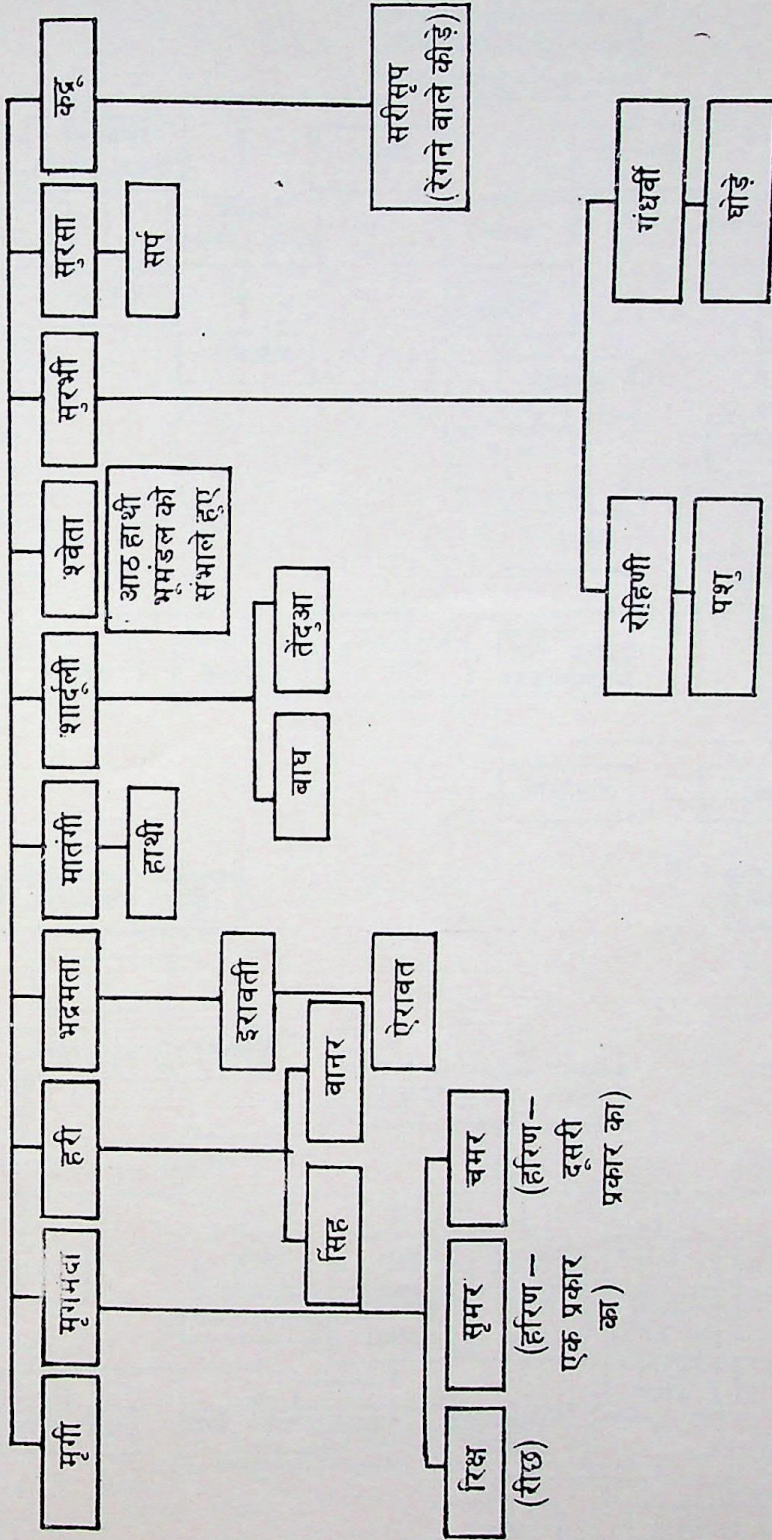 मृगी
मृगमंदा
हरी
भद्रमता
मातंगी
शार्दुली
श्वेता
सुरभी
सुरसा
कद्रू
हाथी
आठ हाथी
भूमंडल को
संभाले हुए
सर्प
इरावती
बाघ
तेंदुआ
सिंह
वानर
ऐरावत
सरीसृप
(रेंगने वाले कीड़े)
रिक्ष
(रीछ)
सृमर
(हरिण –
एक प्रकार
का)
चमर
(हरिण –
दूसरी
प्रकार का)
रोहिणी
गंधर्वी
पशु
घोड़े